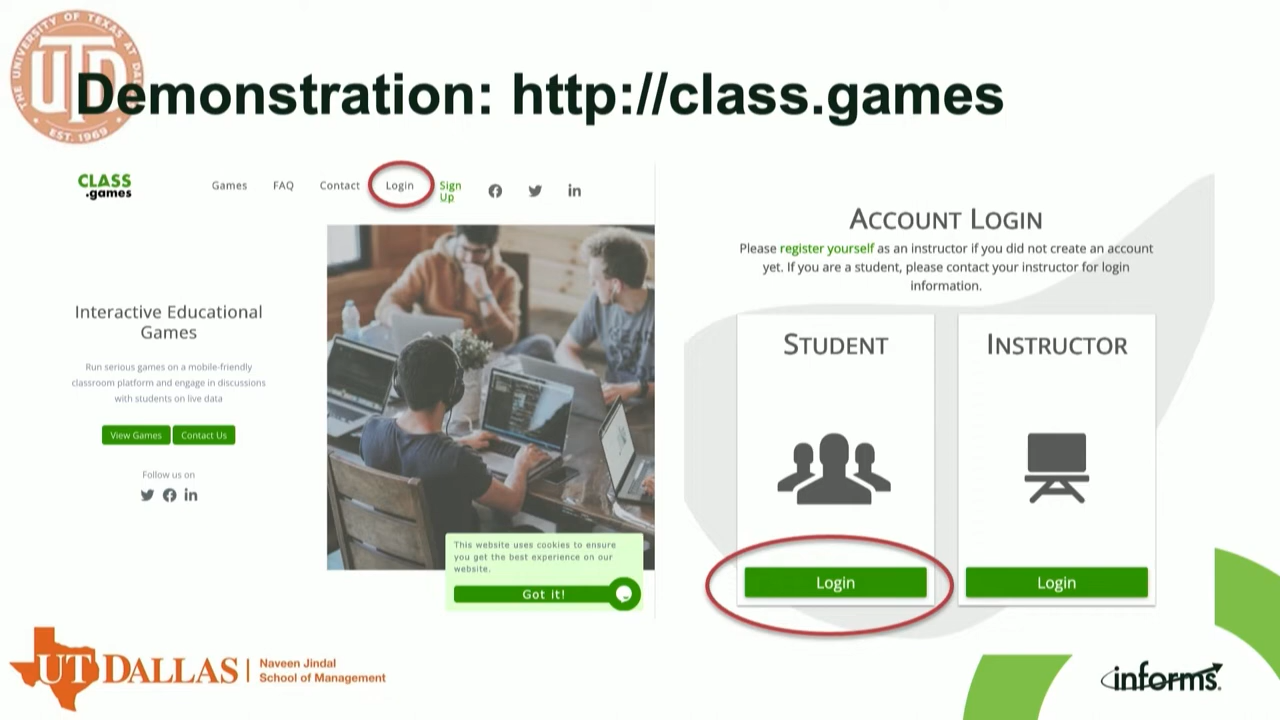 THE UNIVERSITY OF TEXAS AT DALLAS
UTD
EST. 1969
Demonstration: http://class.games
CLASS
.games
Games
FAQ
Contact
Login
Sign
Up
Interactive Educational
Games
Run serious games on a mobile-friendly
classroom platform and engage in discussions
with students on live data
View Games
Contact Us
Follow us on
This website uses cookies to ensure
you get the best experience on our
website.
Got it!
ACCOUNT LOGIN
Please register yourself as an instructor if you did not create an account
yet. If you are a student, please contact your instructor for login
information.
STUDENT
Login
INSTRUCTOR
Login
UT DALLAS
Naveen Jindal
School of Management
informs.